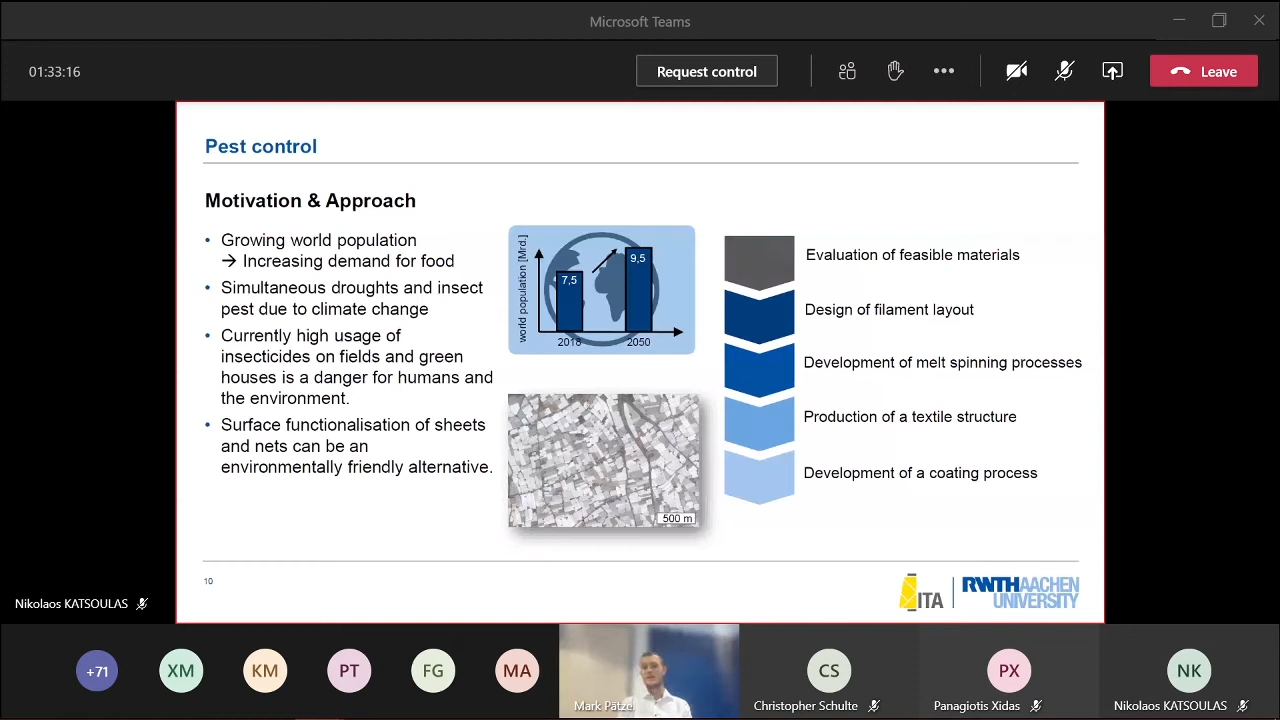 Microsoft Teams
01:33:16
Request control
Leave
Pest control
Motivation & Approach
• Growing world population
→ Increasing demand for food
• Simultaneous droughts and insect
pest due to climate change
• Currently high usage of
insecticides on fields and green
houses is a danger for humans and
the environment.
• Surface functionalisation of sheets
and nets can be an
environmentally friendly alternative.
world population [Mrd.]
7,5
9,5
2018
2050
500 m
Evaluation of feasible materials
Design of filament layout
Development of melt spinning processes
Production of a textile structure
Development of a coating process
10
ITA
RWTHAACHEN
UNIVERSITY
Nikolaos KATSOULAS
+71
XM
KM
PT
FG
MA
Mark Pätzel
CS
Christopher Schulte
PX
Panagiotis Xidas
NK
Nikolaos KATSOULAS